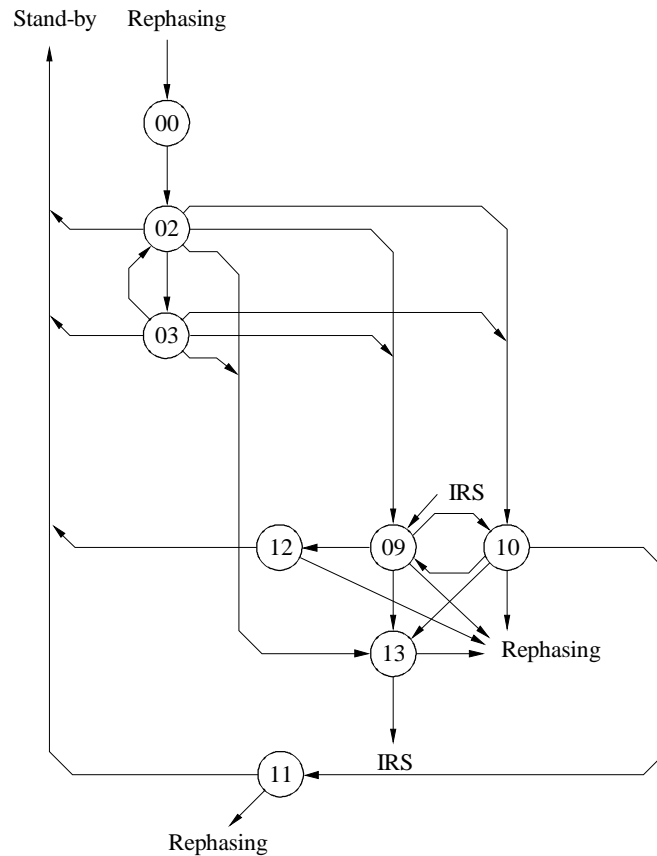 Stand-by Rephasing
00
02
03
IRS
12 09 10
Rephasing
13
IRS
11
Rephasing